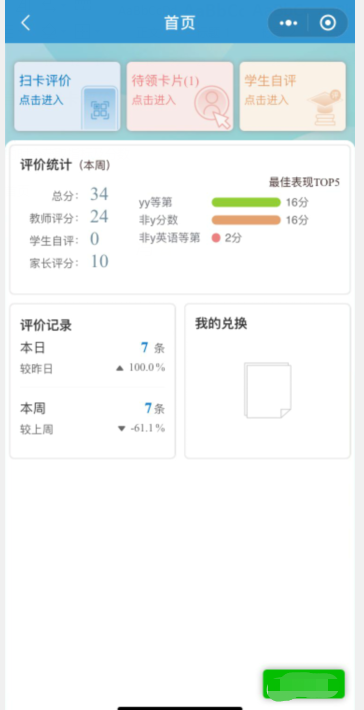 首页
扫卡评价
点击进入
待领卡片(1)
点击进入
学生自评
点击进入
评价统计（本周）
最佳表现TOP5
总分： 34
教师评分： 24
学生自评： 0
家长评分： 10
yy等第 16分
非y分数 16分
非y英语等第 2分
评价记录
本日 7 条
较昨日 ▲ 100.0%
本周 7 条
较上周 ▼ -61.1%
我的兑换